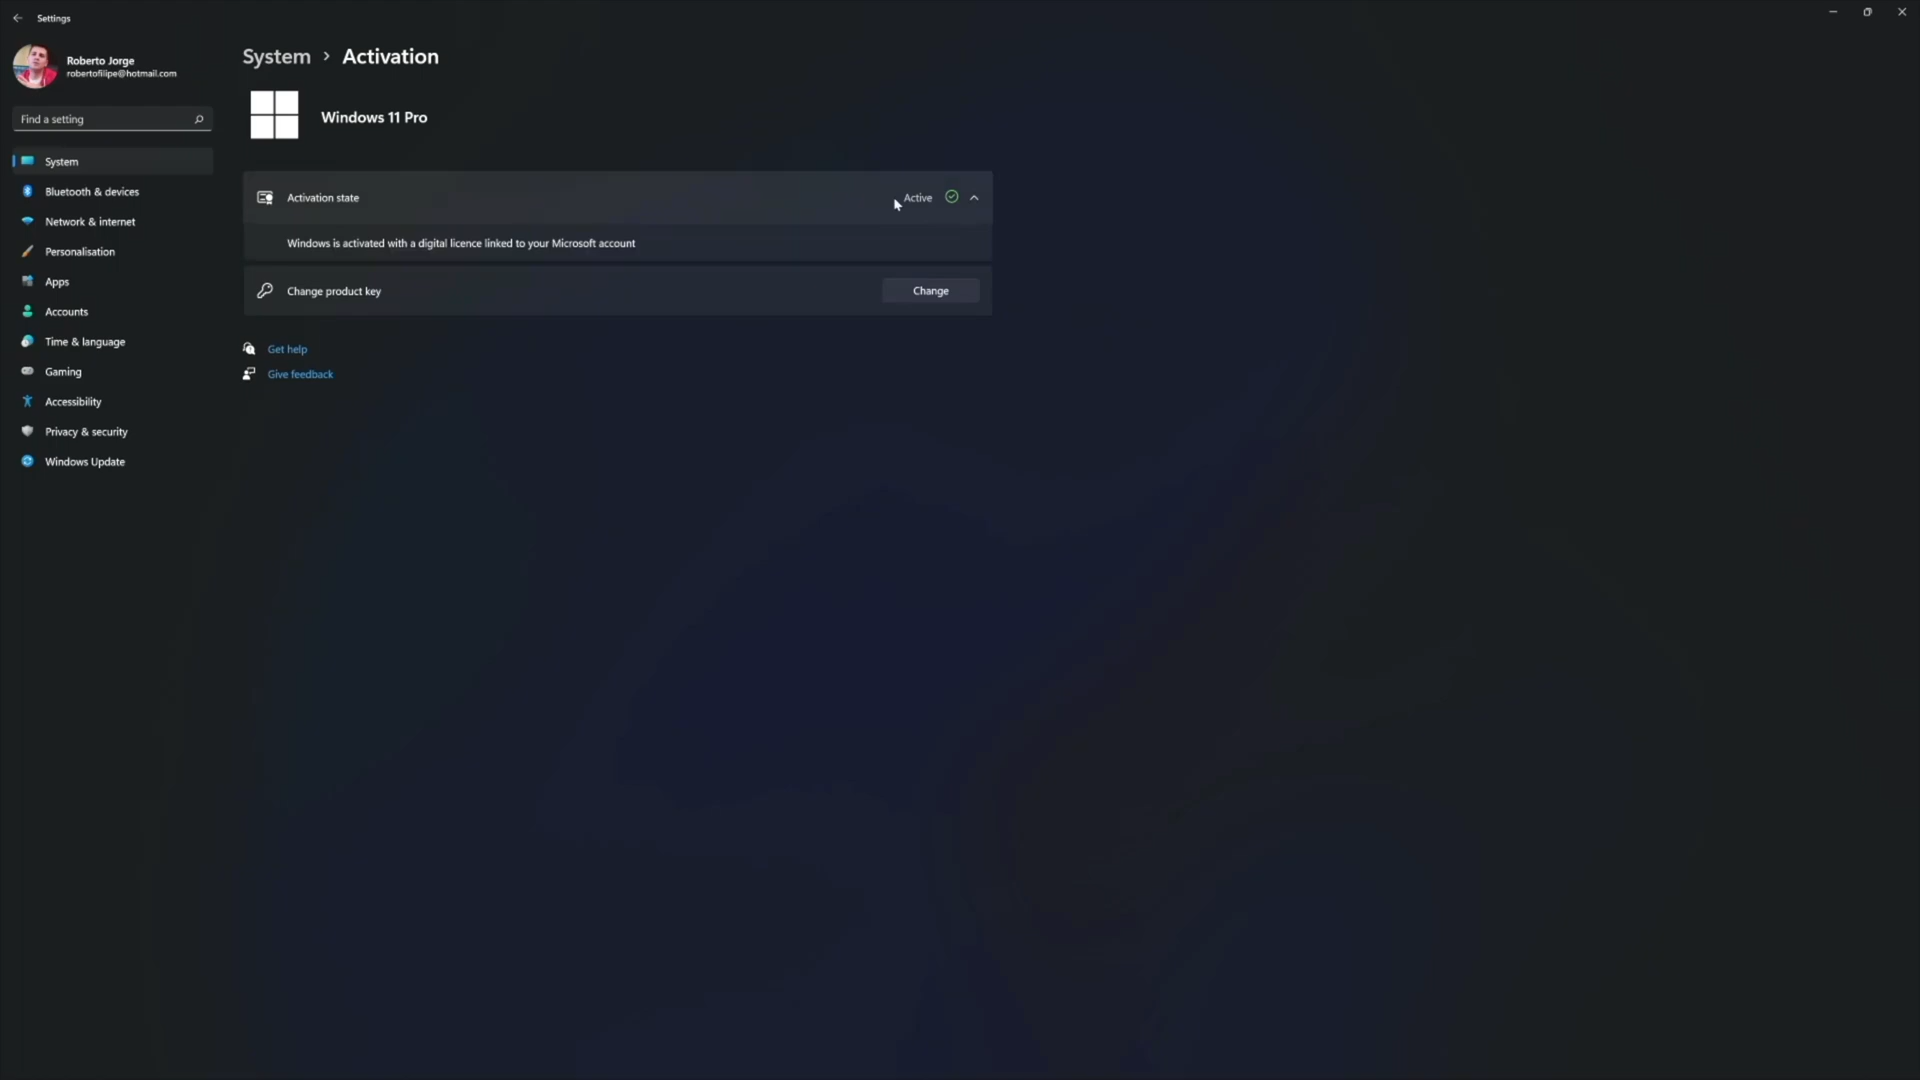 Settings
Roberto Jorge
robertofilipe@hotmail.com
Find a setting
System
Bluetooth & devices
Network & internet
Personalisation
Apps
Accounts
Time & language
Gaming
Accessibility
Privacy & security
Windows Update
System › Activation
Windows 11 Pro
Activation state Active
Windows is activated with a digital licence linked to your Microsoft account
Change product key Change
Get help
Give feedback